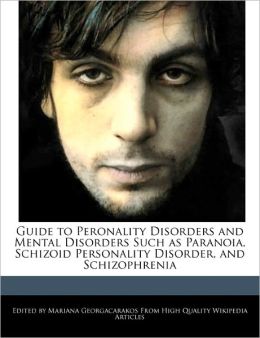 Guide to Peronality Disorders and
Mental Disorders Such as Paranoia,
Schizoid Personality Disorder, and
Schizophrenia
Edited by Mariana Georgacarakos From High Quality Wikipedia
Articles